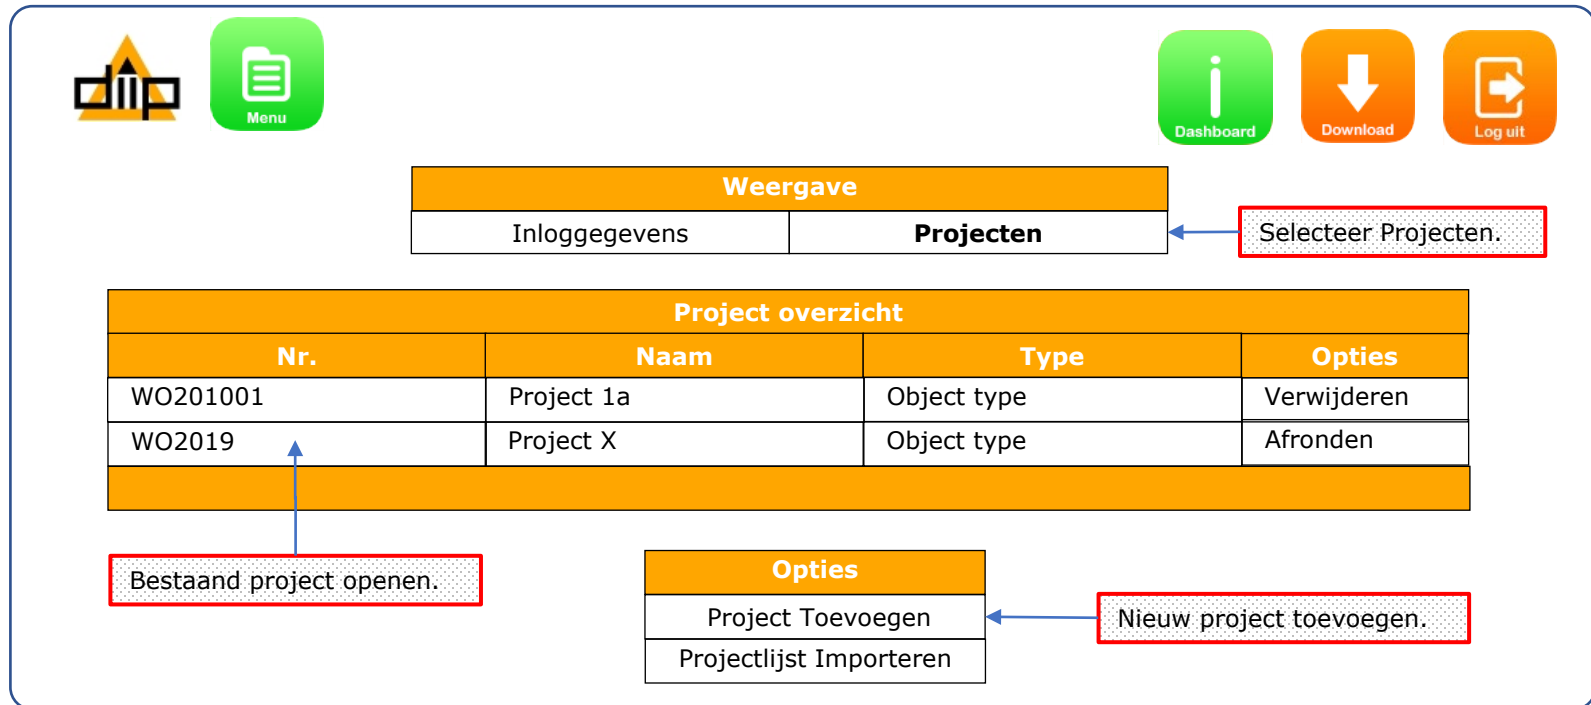 diip
Menu
Dashboard
Download
Log uit
Weergave
Inloggegevens
Projecten
Selecteer Projecten.
Project overzicht
Nr. Naam Type Opties
WO201001 Project 1a Object type Verwijderen
WO2019 Project X Object type Afronden
Bestaand project openen.
Opties
Project Toevoegen
Nieuw project toevoegen.
Projectlijst Importeren